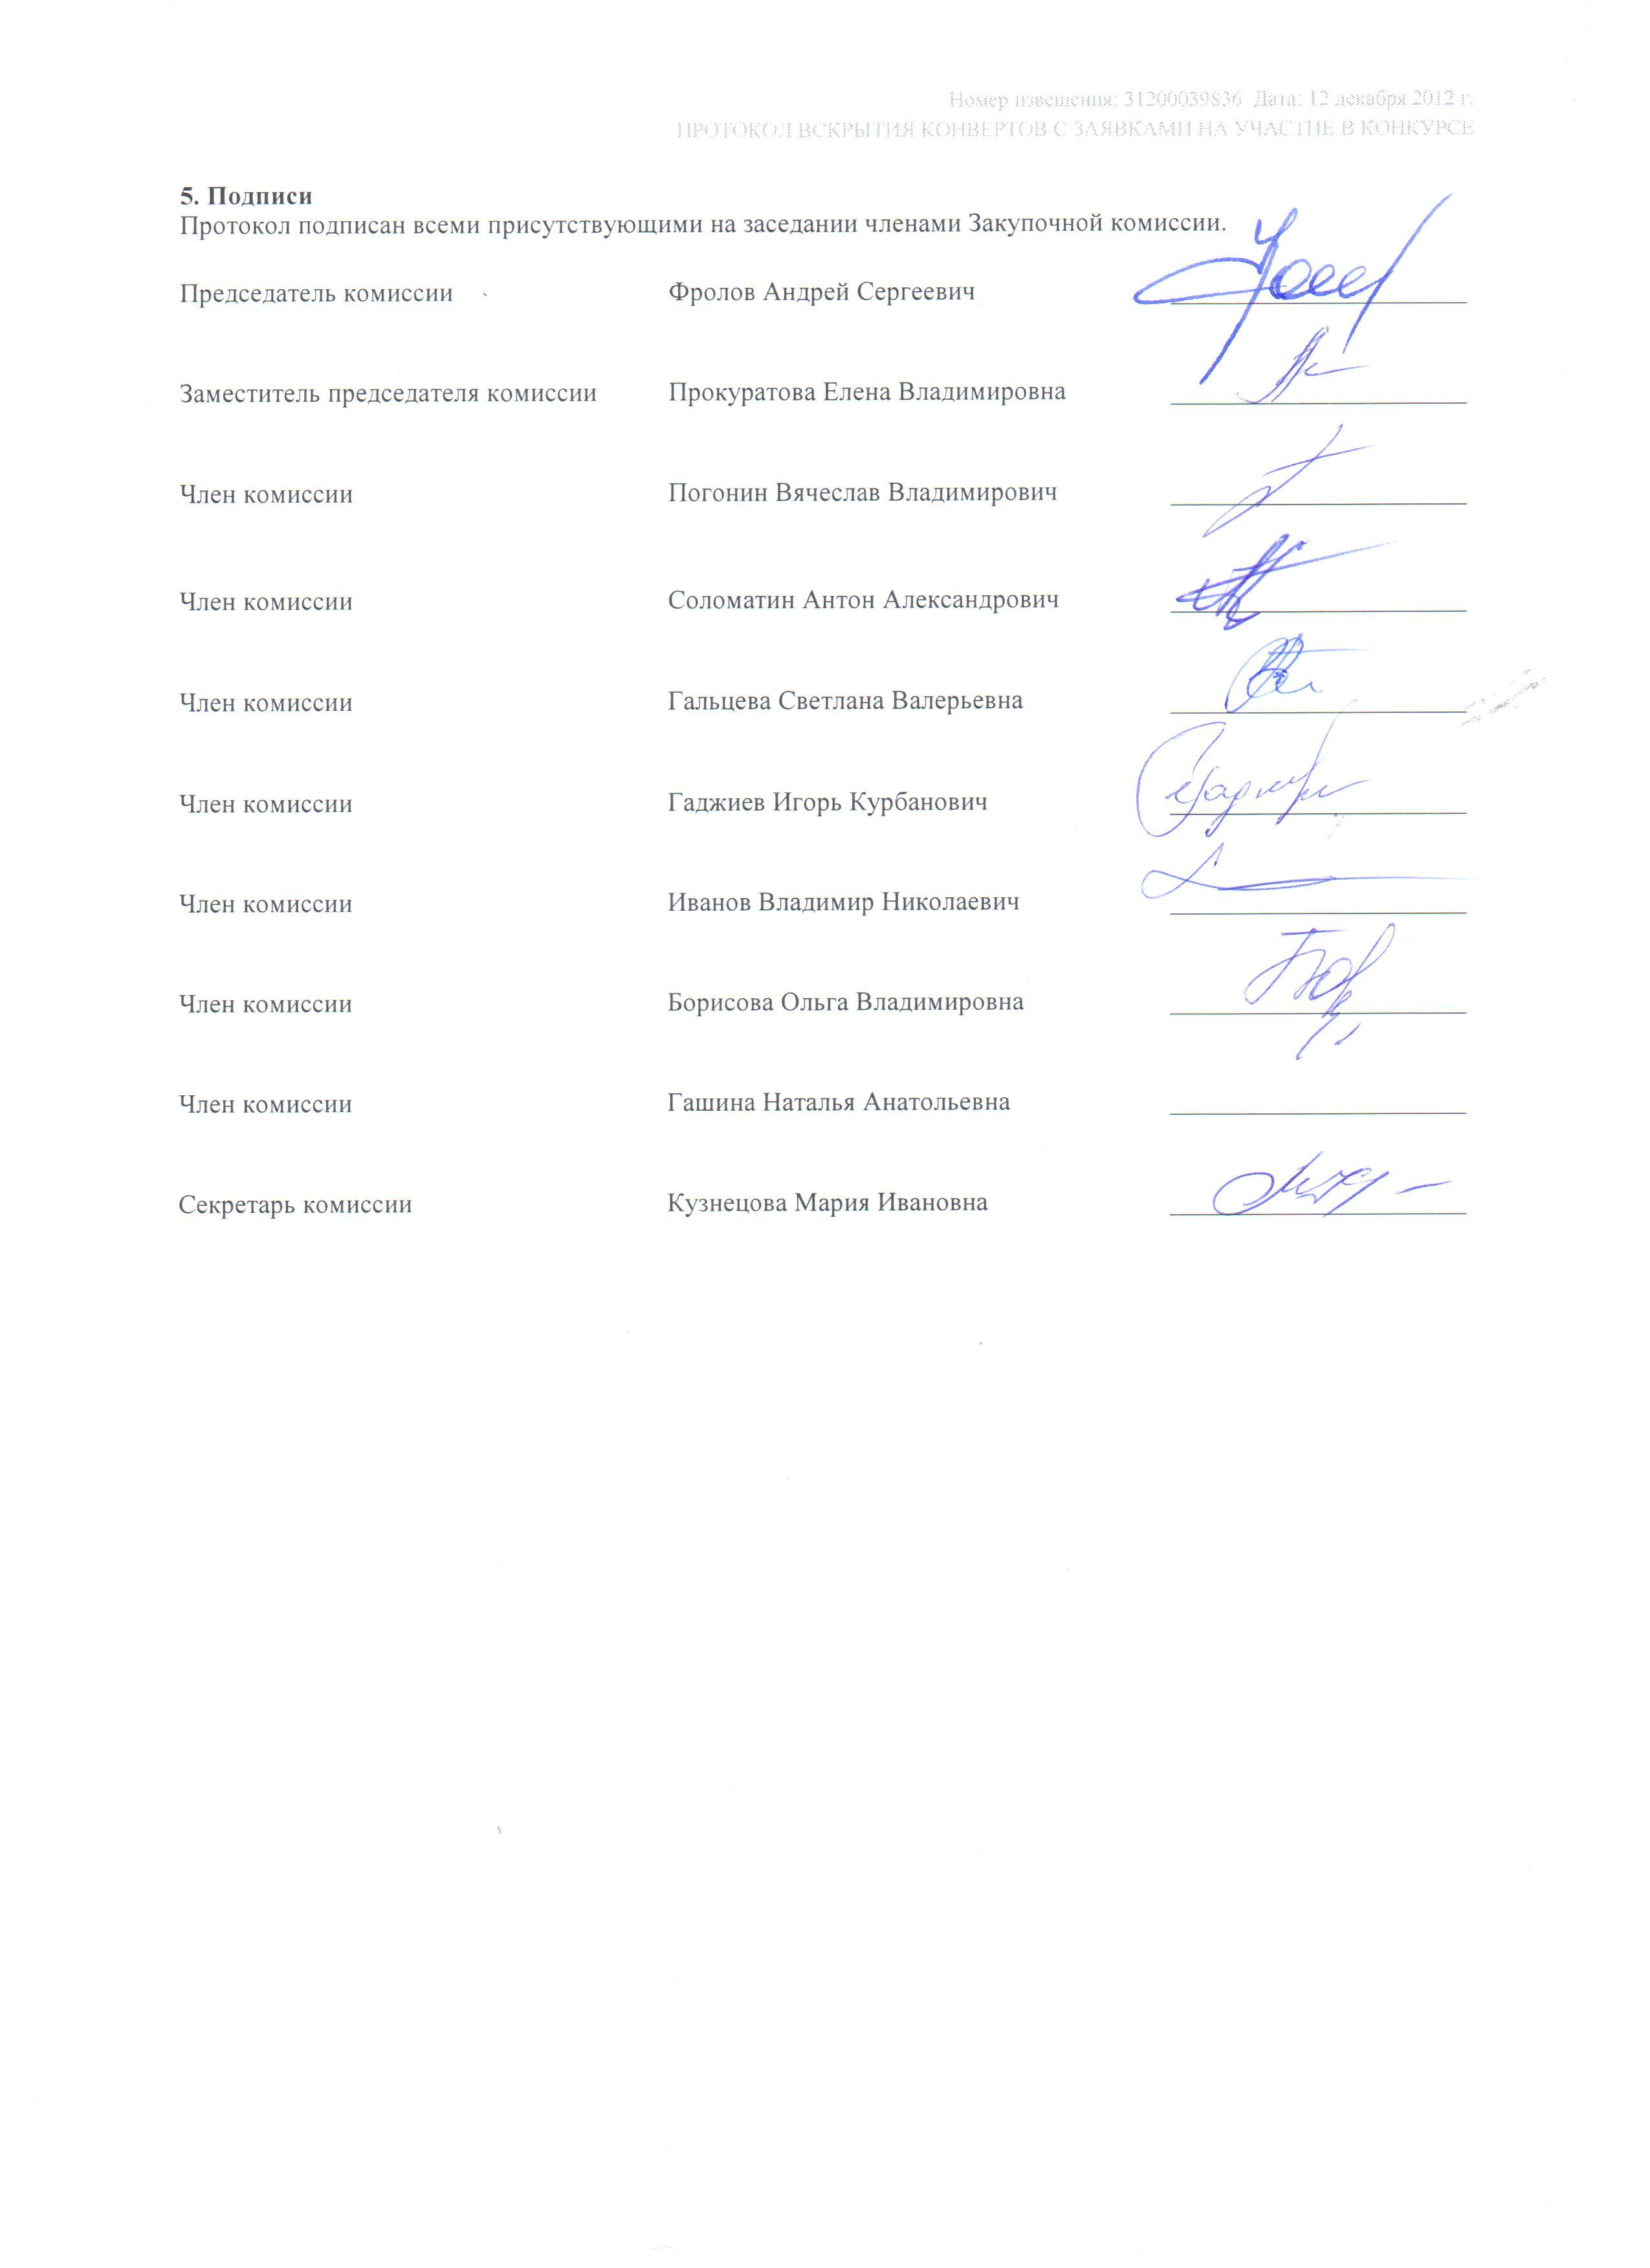 Номер извещения: 31200039836 Дата: 12 декабря 2012 г.
ПРОТОКОЛ ВСКРЫТИЯ КОНВЕРТОВ С ЗАЯВКАМИ НА УЧАСТИЕ В КОНКУРСЕ
5. Подписи
Протокол подписан всеми присутствующими на заседании членами Закупочной комиссии.
Председатель комиссии Фролов Андрей Сергеевич
Заместитель председателя комиссии Прокуратова Елена Владимировна
Член комиссии Погонин Вячеслав Владимирович
Член комиссии Соломатин Антон Александрович
Член комиссии Гальцева Светлана Валерьевна
Член комиссии Гаджиев Игорь Курбанович
Член комиссии Иванов Владимир Николаевич
Член комиссии Борисова Ольга Владимировна
Член комиссии Гашина Наталья Анатольевна
Секретарь комиссии Кузнецова Мария Ивановна